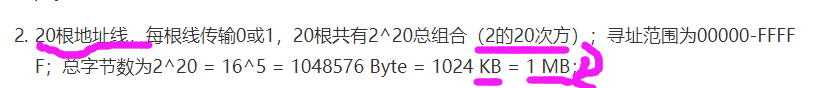 2. 20根地址线，每根线传输0或1，20根共有2^20总组合（2的20次方）；寻址范围为00000-FFFF
F；总字节数为2^20 = 16^5 = 1048576 Byte = 1024 KB = 1 MB；